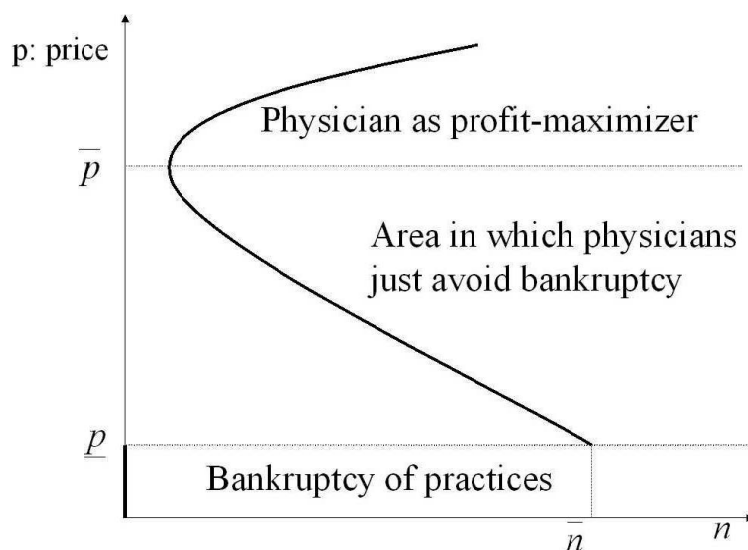 p: price
Physician as profit-maximizer
p̅
Area in which physicians
just avoid bankruptcy
p̲
Bankruptcy of practices
n̅
n